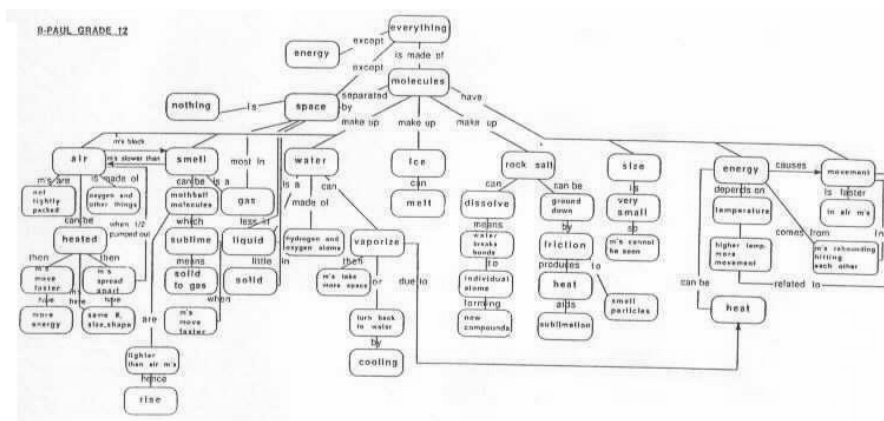 B-PAUL GRADE 12
everything
except
energy
is made of
except
molecules
separated
by
have
nothing
is
space
make up
make up
make up
m's block
air
m's slower than
smell
most in
water
ice
rock salt
size
energy
causes
movement
m's are
is made of
can be
is a
is a
can
can
can
can be
is
depends on
is faster
not
tightly
packed
oxygen and
other things
mothball
molecules
gas
made of
melt
dissolve
ground
down
very
small
temperature
in air m's
can be
when 1/2
pumped out
which
less in
means
by
so
comes from
heated
sublime
liquid
hydrogen and
oxygen atoms
vaporize
water
breaks
bonds
friction
m's cannot
be seen
higher temp.
more
movement
m's rebounding
hitting
each other
then
then
means
little in
then
or
due to
to
produces
to
can
be
related to
m's
move
faster
m's
spread
apart
solid
to gas
solid
m's take
more space
individual
atoms
heat
smell
particles
heat
have
m's
have
have
when
forming
aids
more
energy
same #,
size,shape
are
m's
move
faster
turn back
to water
new
compounds
sublimation
by
lighter
than air m's
cooling
hence
rise